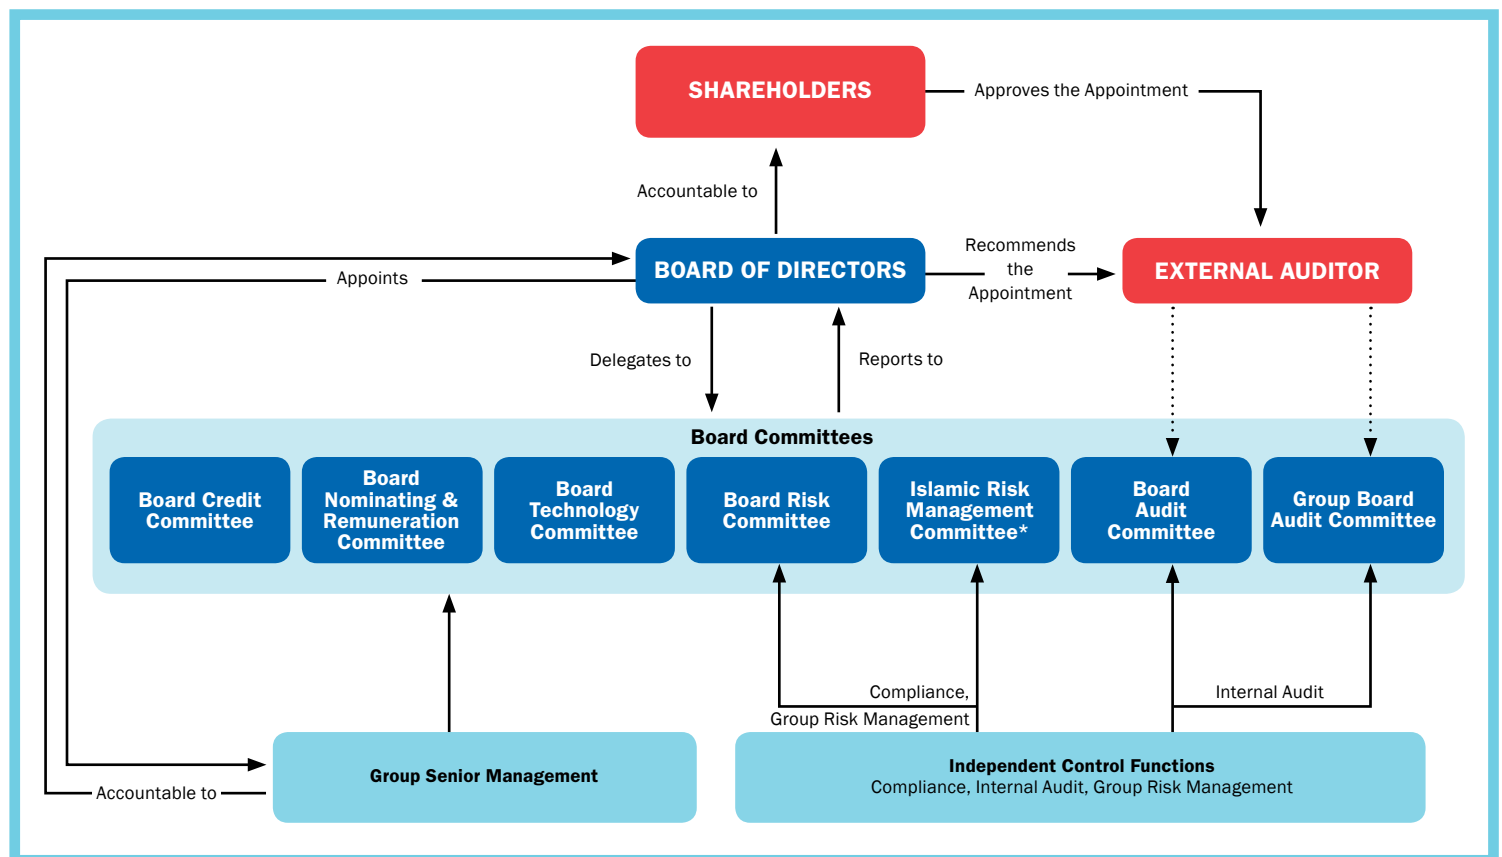 SHAREHOLDERS
Approves the Appointment
Accountable to
BOARD OF DIRECTORS
Recommends
the
Appointment
EXTERNAL AUDITOR
Appoints
Delegates to
Reports to
Board Committees
Board Credit
Committee
Board
Nominating &
Remuneration
Committee
Board
Technology
Committee
Board Risk
Committee
Islamic Risk
Management
Committee*
Board
Audit
Committee
Group Board
Audit Committee
Compliance,
Group Risk Management
Internal Audit
Group Senior Management
Accountable to
Independent Control Functions
Compliance, Internal Audit, Group Risk Management